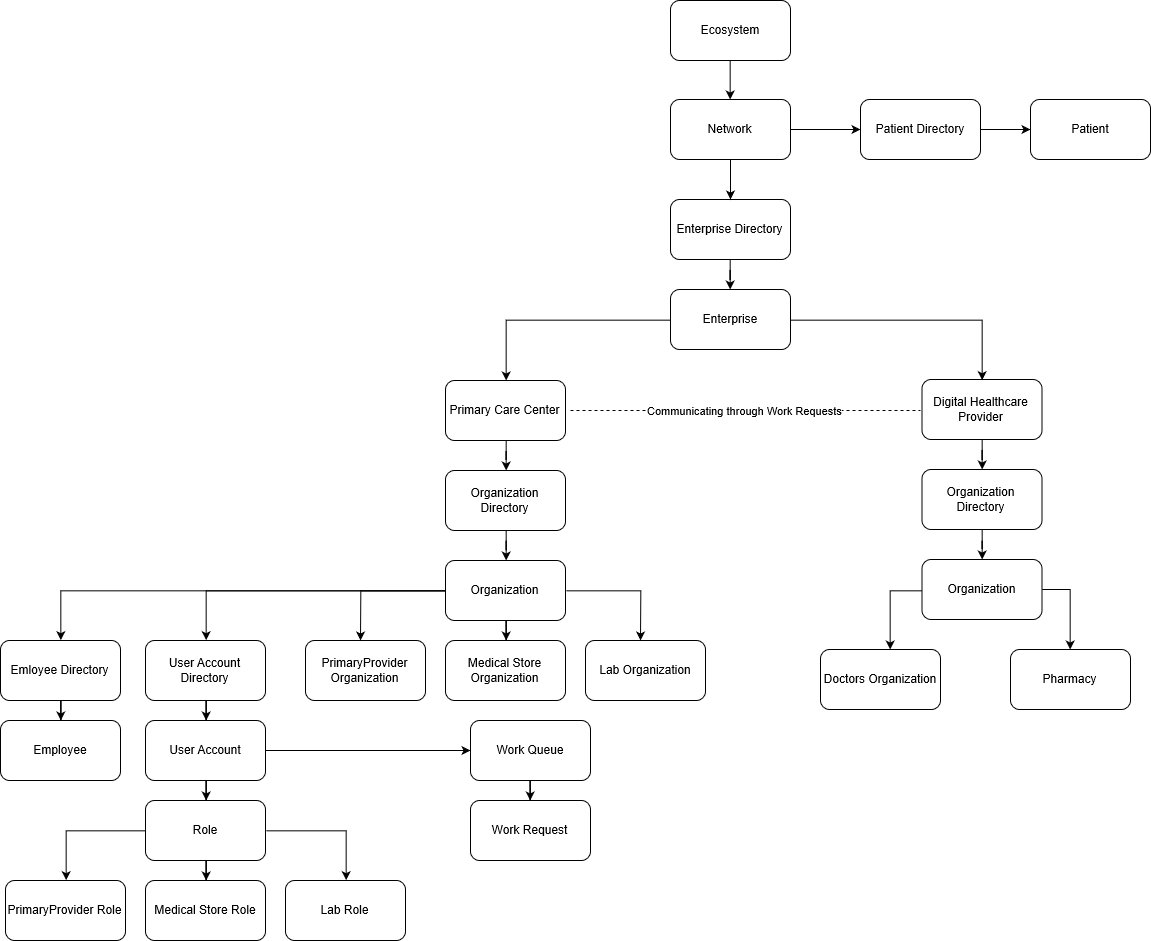 Ecosystem
Network
Patient Directory
Patient
Enterprise Directory
Enterprise
Primary Care Center
Communicating through Work Requests
Digital Healthcare
Provider
Organization
Directory
Organization
Directory
Organization
Organization
Emloyee Directory
User Account
Directory
PrimaryProvider
Organization
Medical Store
Organization
Lab Organization
Doctors Organization
Pharmacy
Employee
User Account
Work Queue
Role
Work Request
PrimaryProvider Role
Medical Store Role
Lab Role